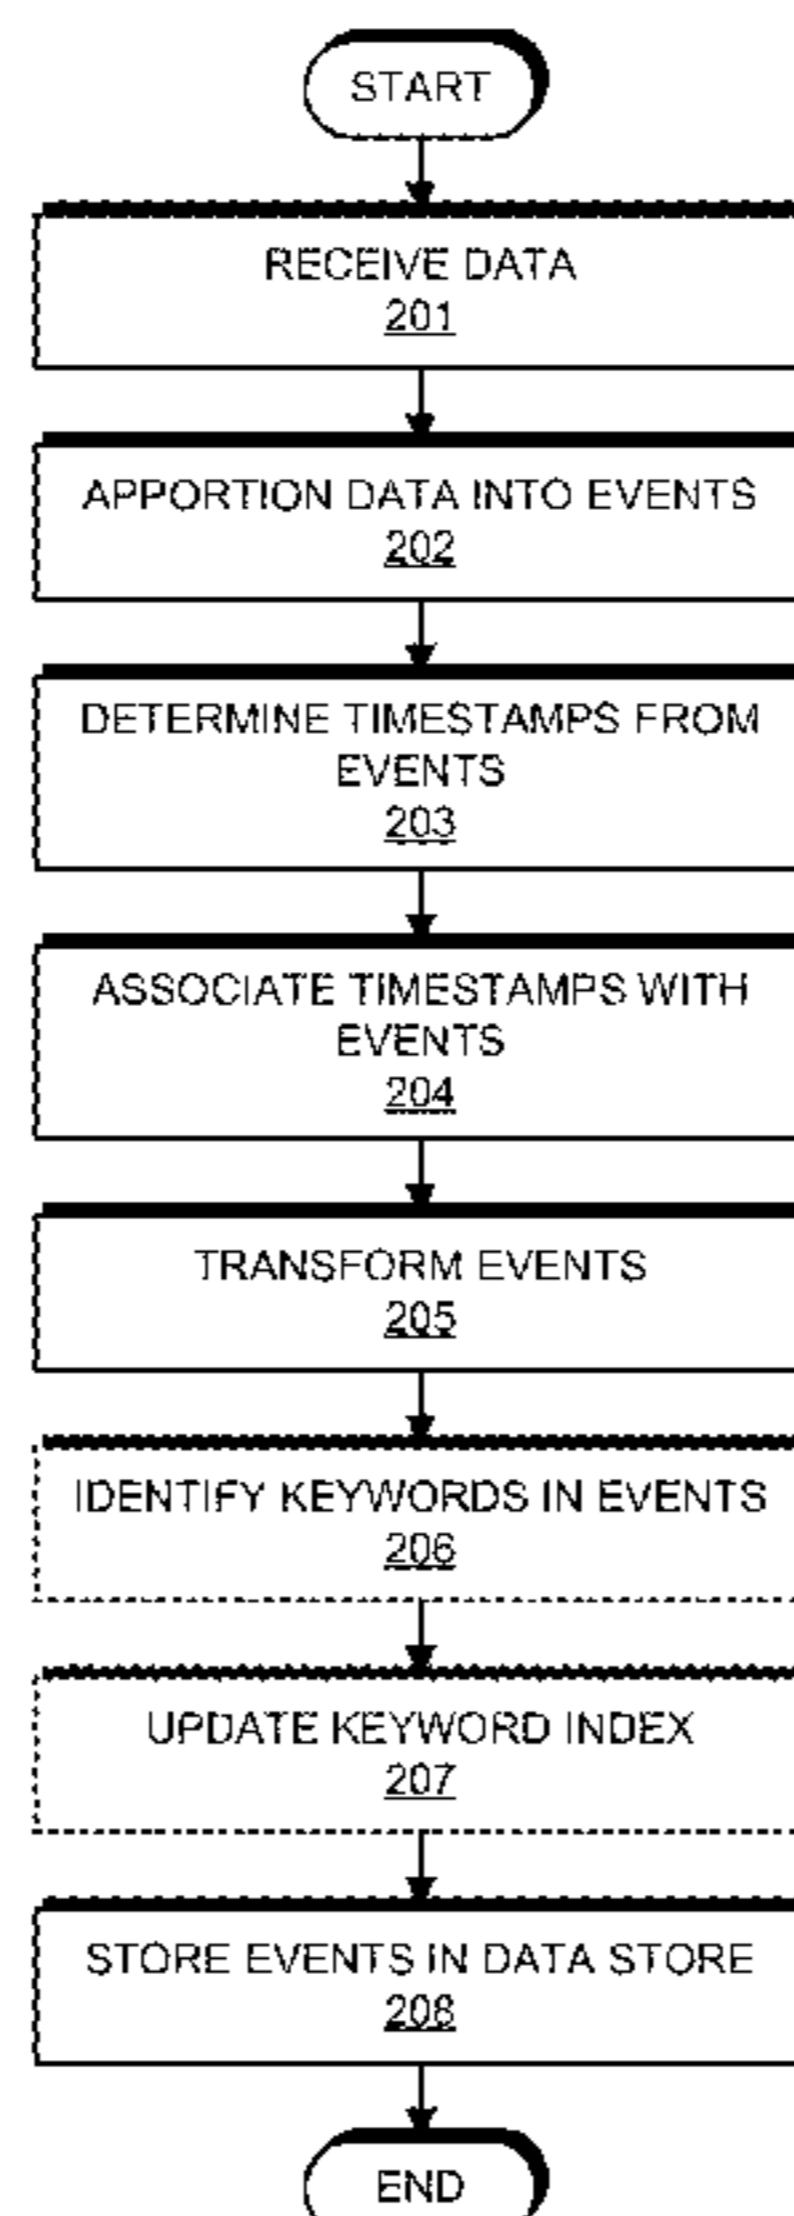 START
RECEIVE DATA
201
APPORTION DATA INTO EVENTS
202
DETERMINE TIMESTAMPS FROM
EVENTS
203
ASSOCIATE TIMESTAMPS WITH
EVENTS
204
TRANSFORM EVENTS
205
IDENTIFY KEYWORDS IN EVENTS
206
UPDATE KEYWORD INDEX
207
STORE EVENTS IN DATA STORE
208
END